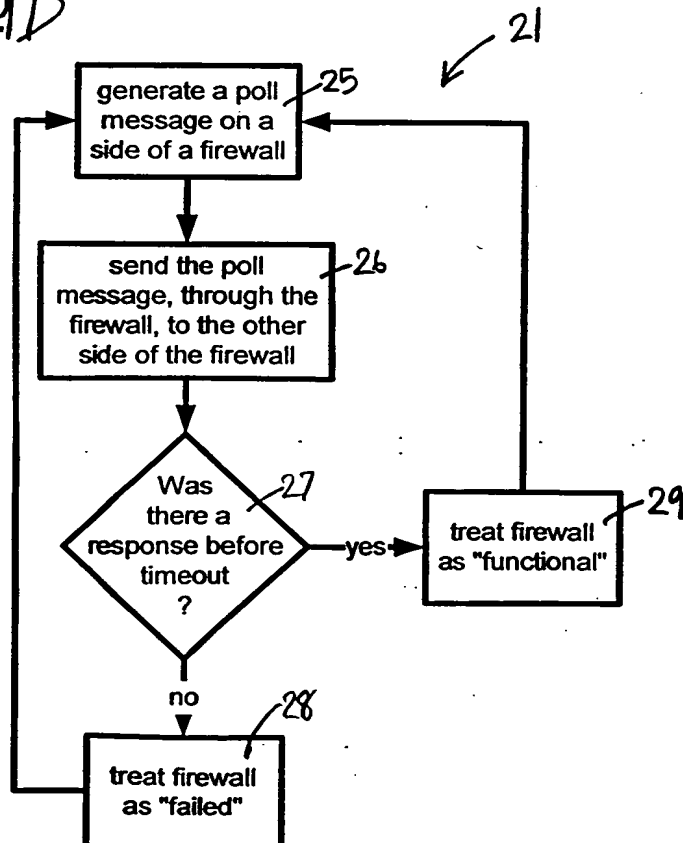 21
generate a poll
message on a
side of a firewall
25
send the poll
message, through the
firewall, to the other
side of the firewall
26
Was
there a
response before
timeout
?
27
yes
treat firewall
as "functional"
29
no
28
treat firewall
as "failed"